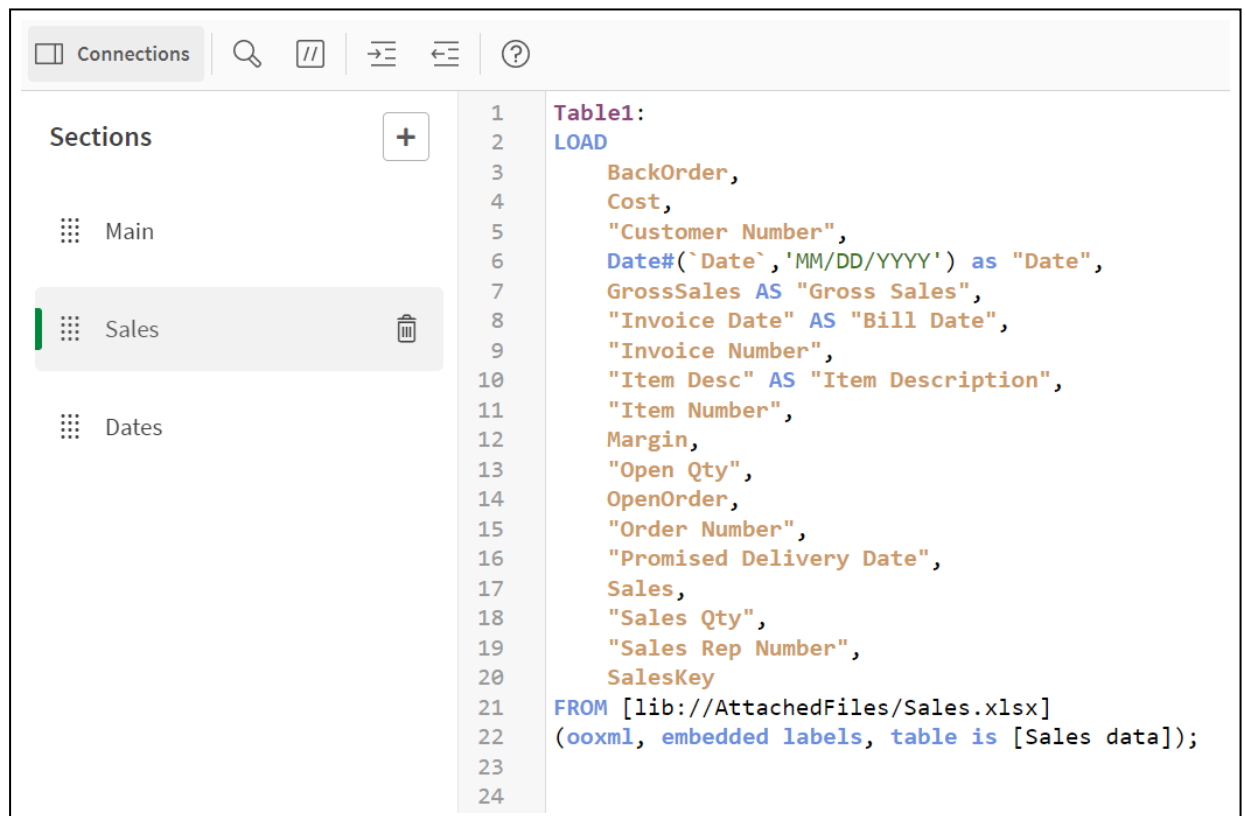 Connections
//
?
Sections
+
Main
Sales
Dates
1 Table1:
2 LOAD
3 BackOrder,
4 Cost,
5 "Customer Number",
6 Date#(`Date`,'MM/DD/YYYY') as "Date",
7 GrossSales AS "Gross Sales",
8 "Invoice Date" AS "Bill Date",
9 "Invoice Number",
10 "Item Desc" AS "Item Description",
11 "Item Number",
12 Margin,
13 "Open Qty",
14 OpenOrder,
15 "Order Number",
16 "Promised Delivery Date",
17 Sales,
18 "Sales Qty",
19 "Sales Rep Number",
20 SalesKey
21 FROM [lib://AttachedFiles/Sales.xlsx]
22 (ooxml, embedded labels, table is [Sales data]);
23
24